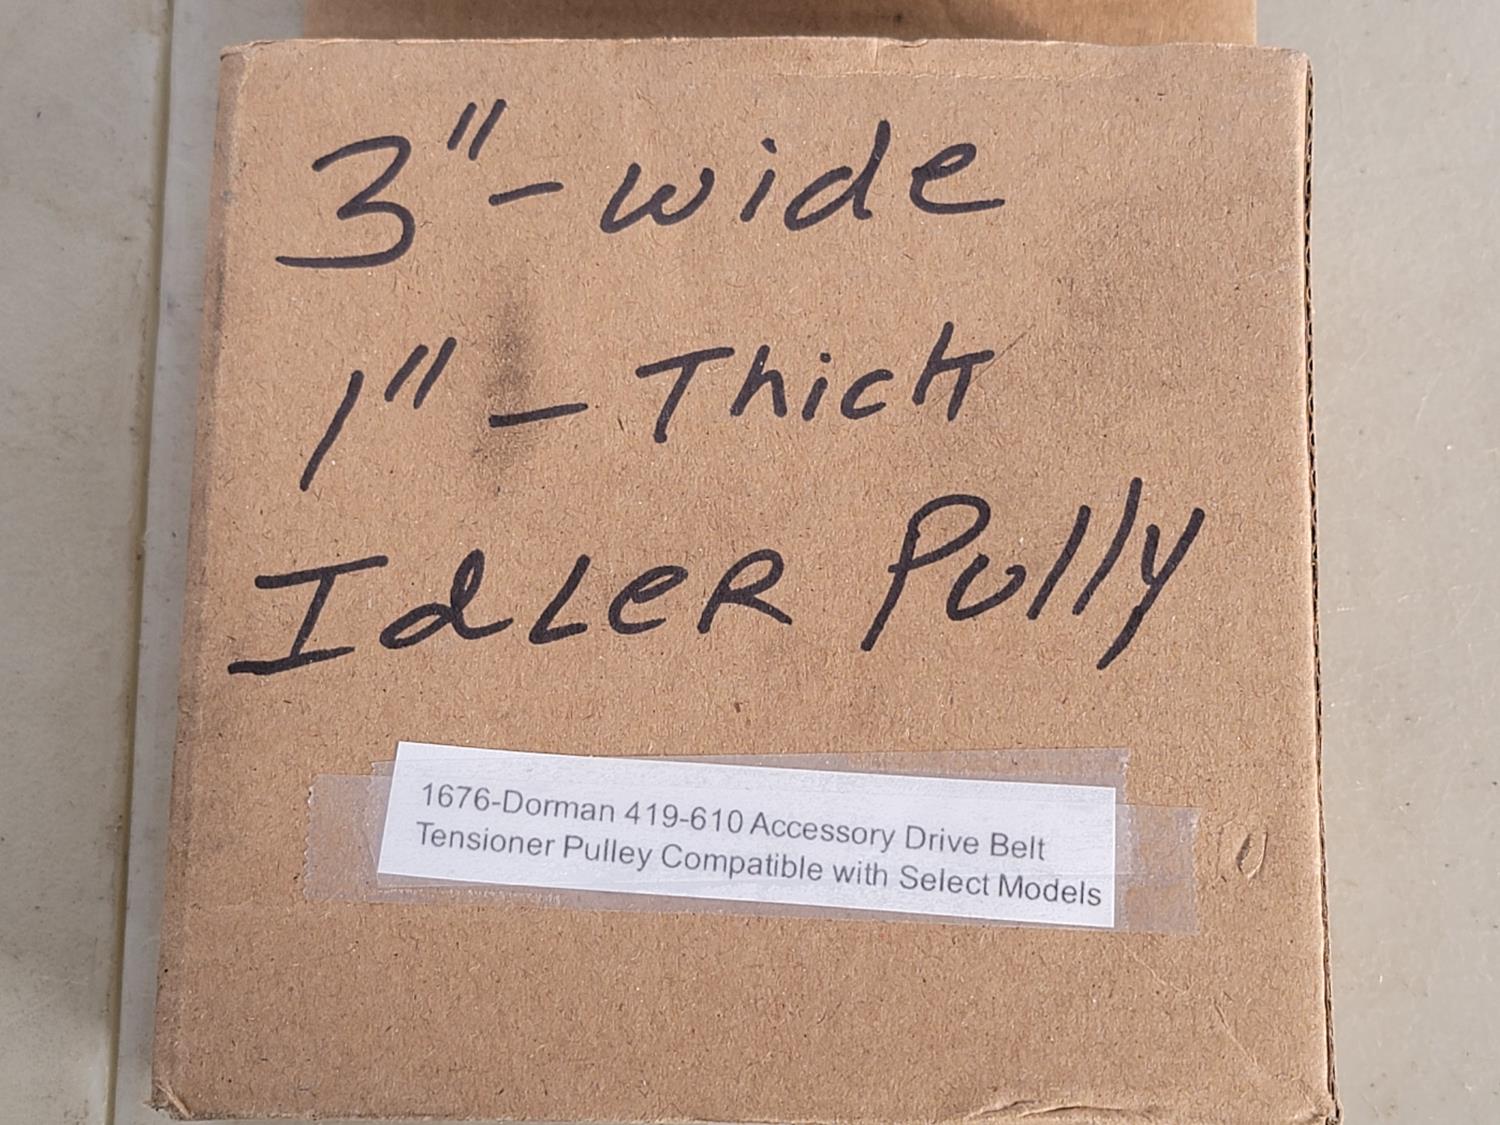 3"-wide
1"-Thick
IdLeR Pully
1676-Dorman 419-610 Accessory Drive Belt
Tensioner Pulley Compatible with Select Models